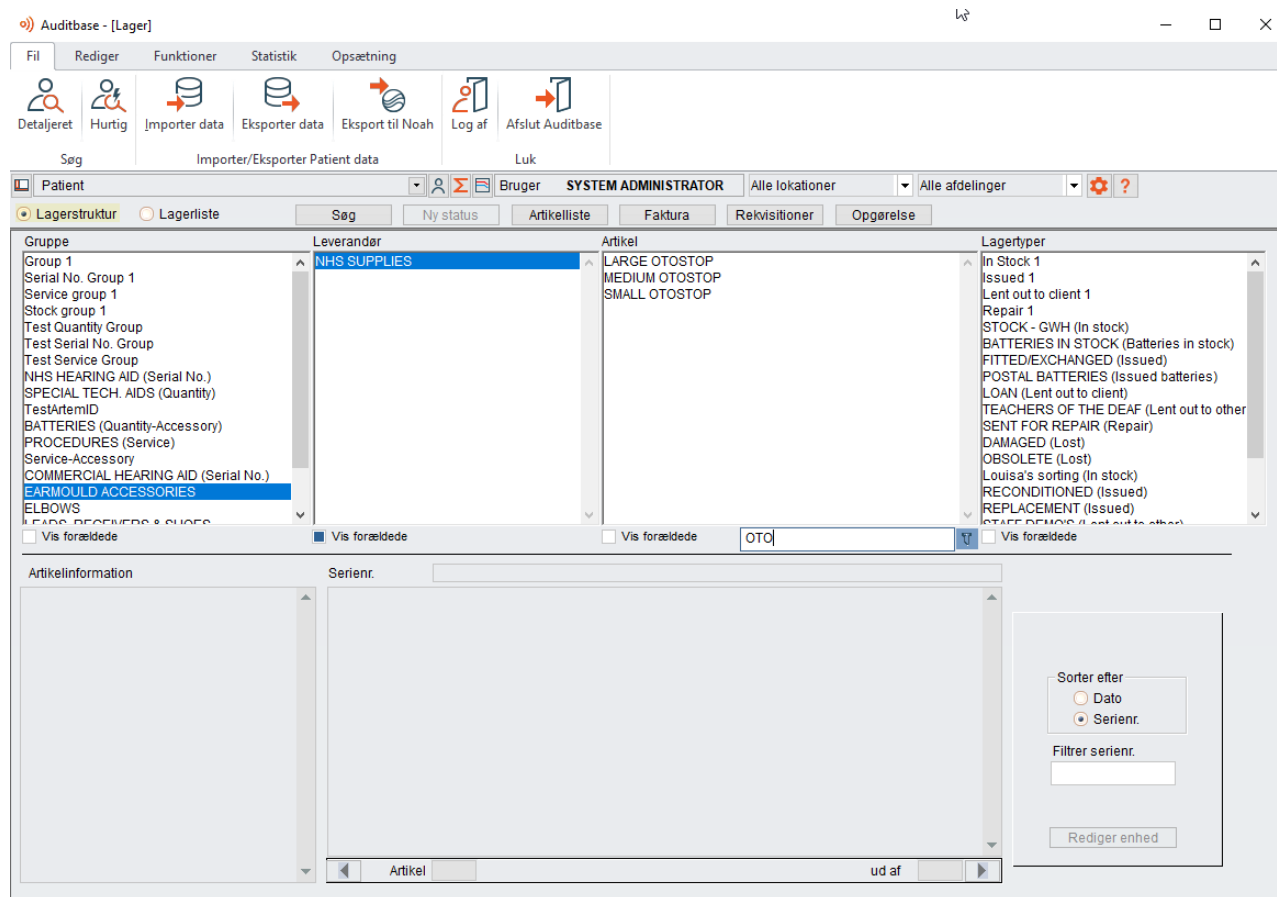 Auditbase - [Lager]
Fil Rediger Funktioner Statistik Opsætning
Detaljeret Hurtig Importer data Eksporter data Eksport til Noah Log af Afslut Auditbase
Søg Importer/Eksporter Patient data Luk
Patient Bruger SYSTEM ADMINISTRATOR Alle lokationer Alle afdelinger ?
Lagerstruktur Lagerliste Søg Ny status Artikelliste Faktura Rekvisitioner Opgørelse
Gruppe
Group 1
Serial No. Group 1
Service group 1
Stock group 1
Test Quantity Group
Test Serial No. Group
Test Service Group
NHS HEARING AID (Serial No.)
SPECIAL TECH. AIDS (Quantity)
TestArtemID
BATTERIES (Quantity-Accessory)
PROCEDURES (Service)
Service-Accessory
COMMERCIAL HEARING AID (Serial No.)
EARMOULD ACCESSORIES
ELBOWS
LEADS, RECEIVERS & SHOES
Vis forældede
Leverandør
NHS SUPPLIES
Vis forældede
Artikel
LARGE OTOSTOP
MEDIUM OTOSTOP
SMALL OTOSTOP
Vis forældede OTO
Lagertyper
In Stock 1
Issued 1
Lent out to client 1
Repair 1
STOCK - GWH (In stock)
BATTERIES IN STOCK (Batteries in stock)
FITTED/EXCHANGED (Issued)
POSTAL BATTERIES (Issued batteries)
LOAN (Lent out to client)
TEACHERS OF THE DEAF (Lent out to other
SENT FOR REPAIR (Repair)
DAMAGED (Lost)
OBSOLETE (Lost)
Louisa's sorting (In stock)
RECONDITIONED (Issued)
REPLACEMENT (Issued)
STAFF DEMO'S (Lent out to other)
Vis forældede
Artikelinformation
Serienr.
Artikel ud af
Sorter efter
Dato
Serienr.
Filtrer serienr.
Rediger enhed